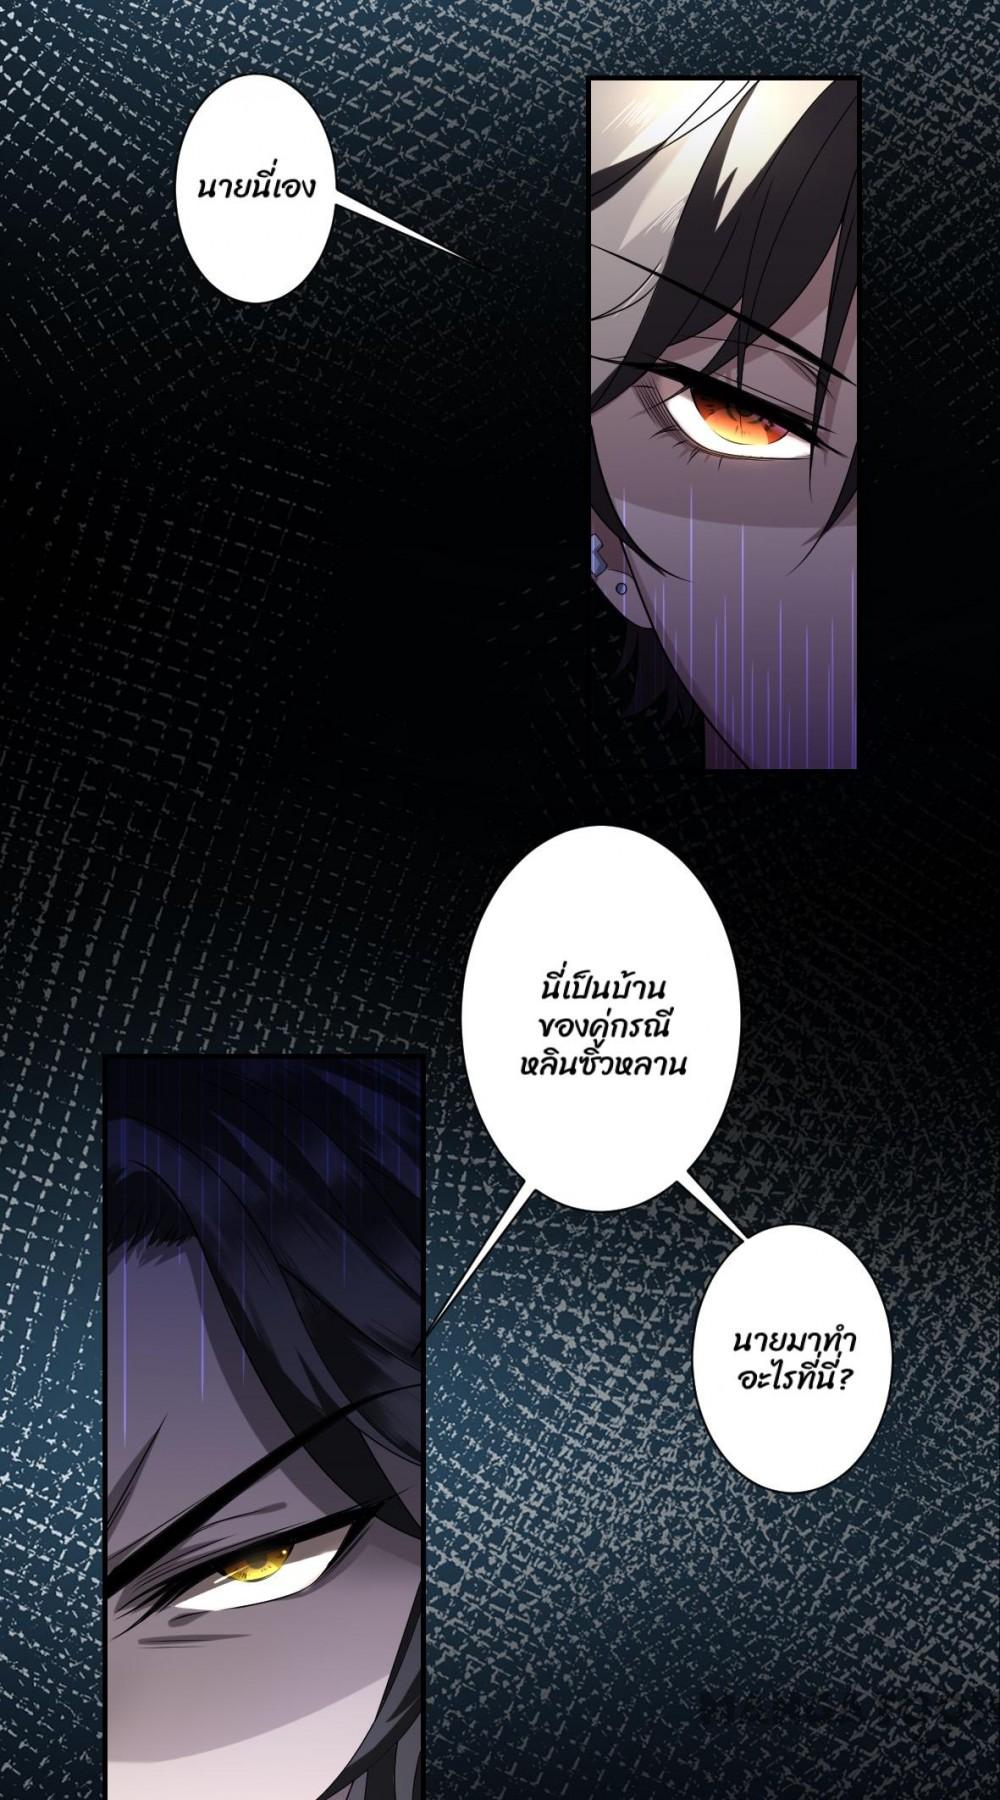 นายนี่เอง
นี่เป็นบ้าน
ของคู่กรณี
หลินซิ่วหลาน
นายมาทำ
อะไรที่นี่?